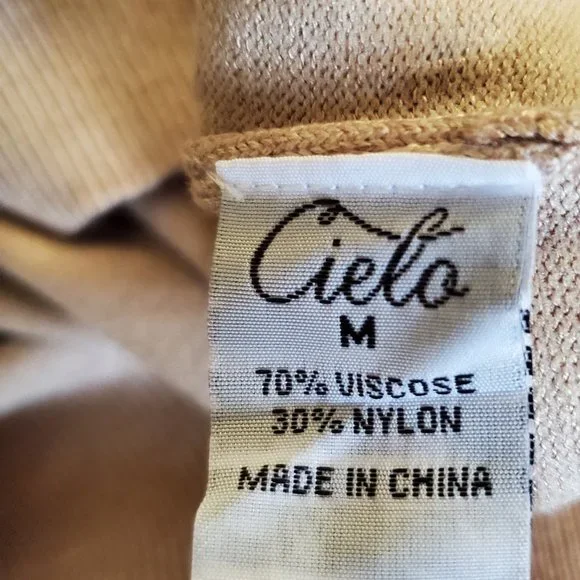 Cielo
M
70% VISCOSE
30% NYLON
MADE IN CHINA